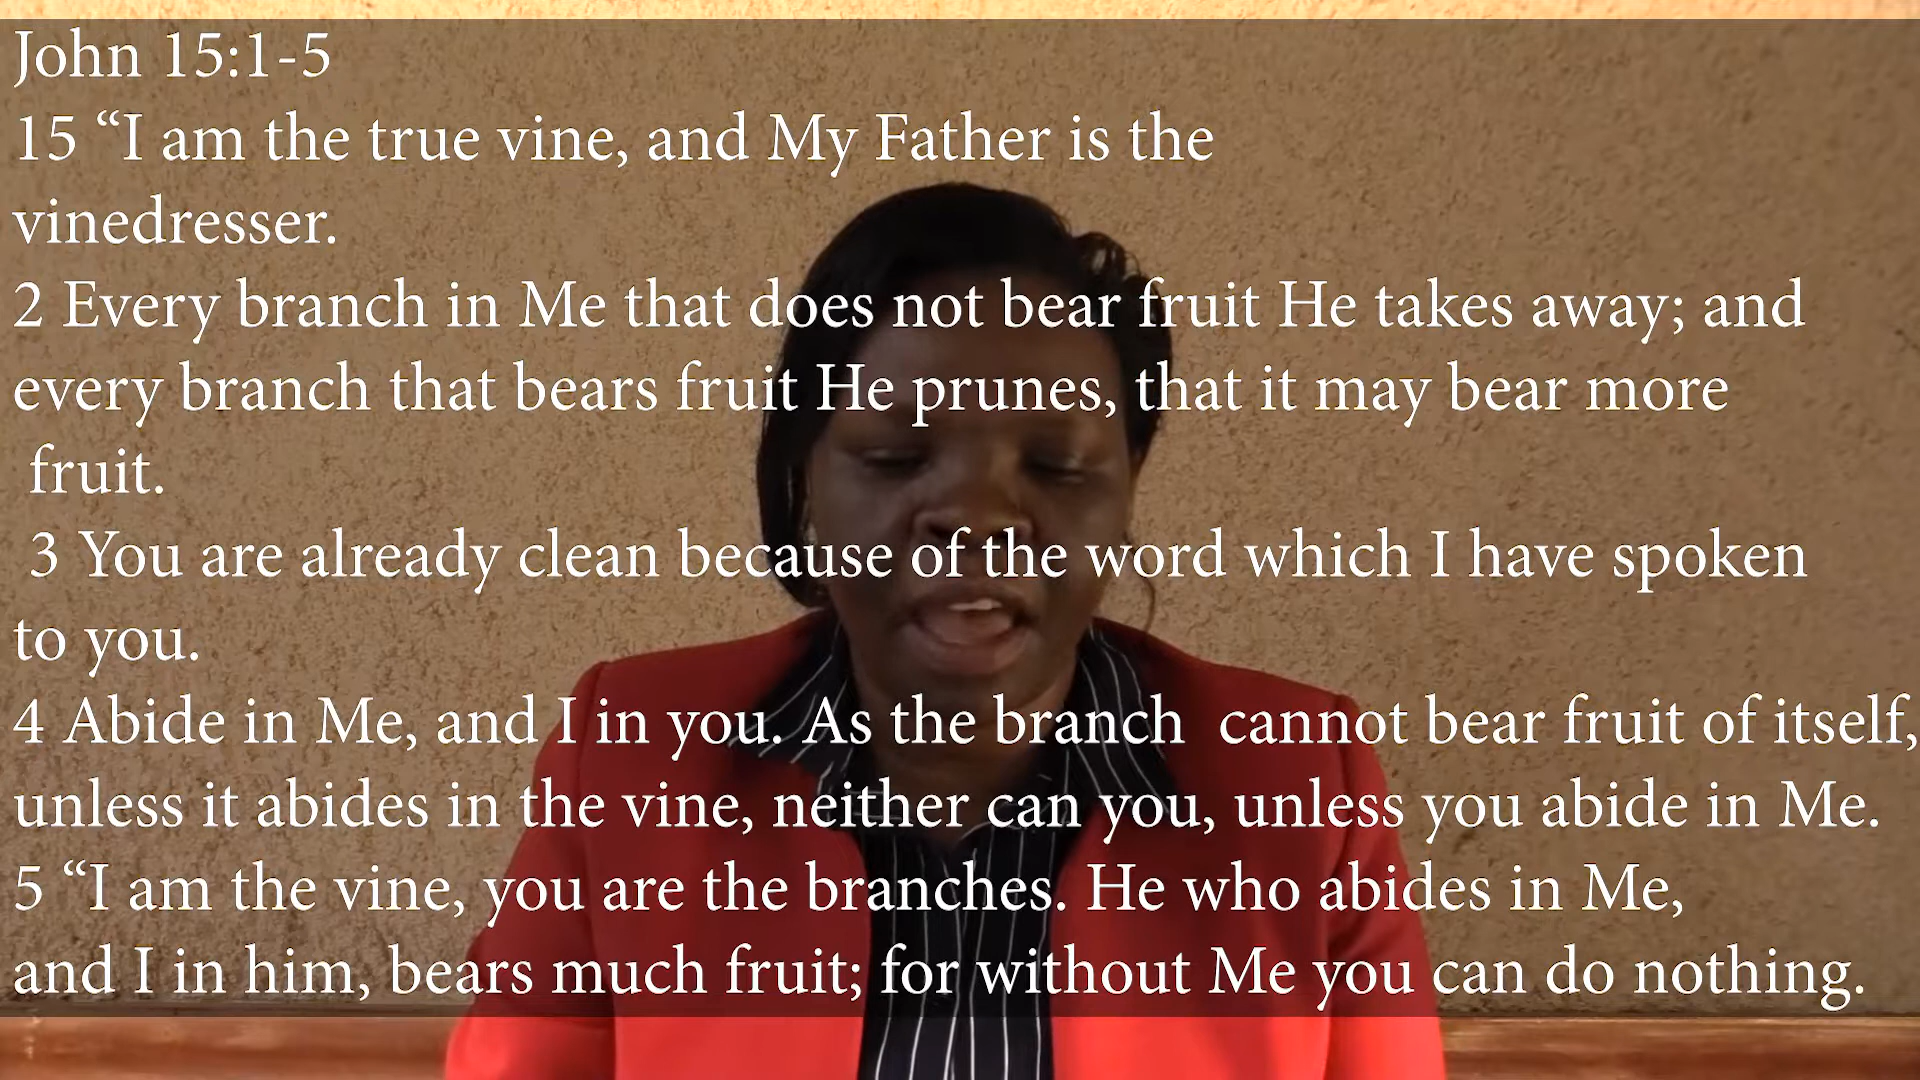 John 15:1-5
15 “I am the true vine, and My Father is the
vinedresser.
2 Every branch in Me that does not bear fruit He takes away; and
every branch that bears fruit He prunes, that it may bear more
fruit.
3 You are already clean because of the word which I have spoken
to you.
4 Abide in Me, and I in you. As the branch  cannot bear fruit of itself,
unless it abides in the vine, neither can you, unless you abide in Me.
5 “I am the vine, you are the branches. He who abides in Me,
and I in him, bears much fruit; for without Me you can do nothing.